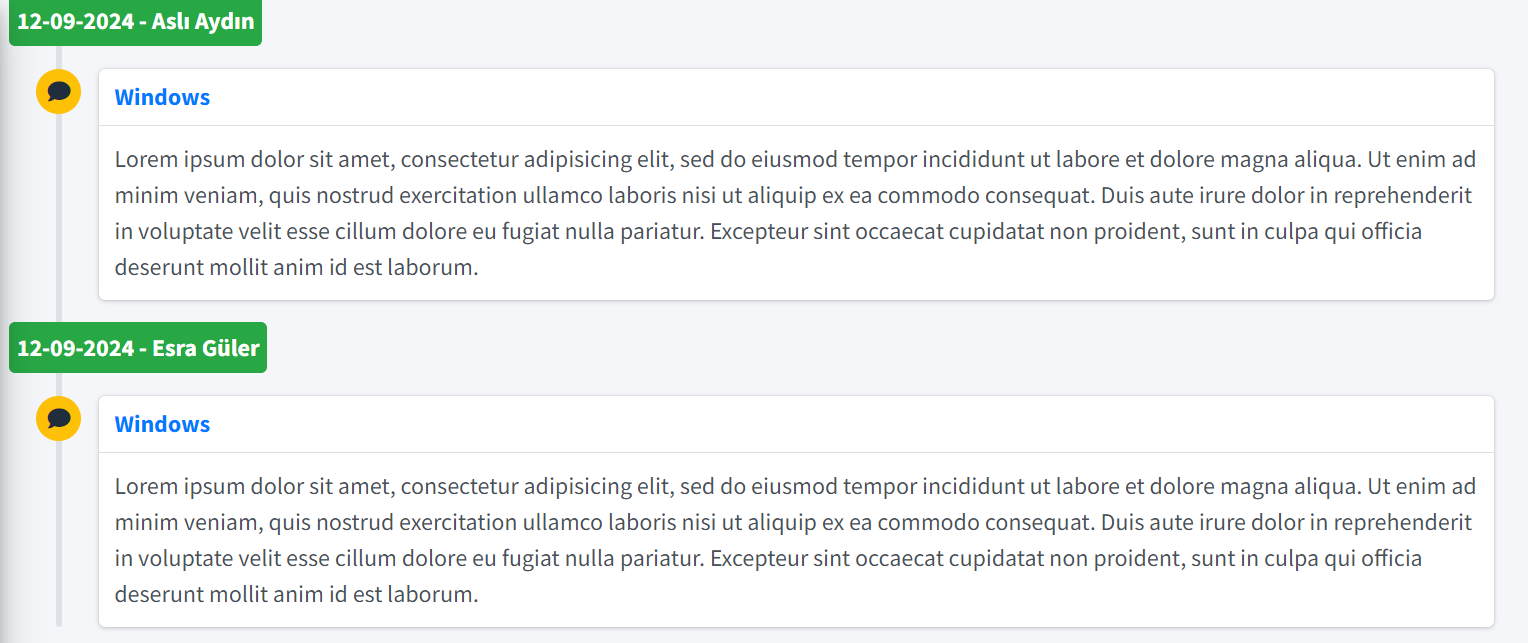 12-09-2024 - Aslı Aydın
Windows
Lorem ipsum dolor sit amet, consectetur adipisicing elit, sed do eiusmod tempor incididunt ut labore et dolore magna aliqua. Ut enim ad
minim veniam, quis nostrud exercitation ullamco laboris nisi ut aliquip ex ea commodo consequat. Duis aute irure dolor in reprehenderit
in voluptate velit esse cillum dolore eu fugiat nulla pariatur. Excepteur sint occaecat cupidatat non proident, sunt in culpa qui officia
deserunt mollit anim id est laborum.
12-09-2024 - Esra Güler
Windows
Lorem ipsum dolor sit amet, consectetur adipisicing elit, sed do eiusmod tempor incididunt ut labore et dolore magna aliqua. Ut enim ad
minim veniam, quis nostrud exercitation ullamco laboris nisi ut aliquip ex ea commodo consequat. Duis aute irure dolor in reprehenderit
in voluptate velit esse cillum dolore eu fugiat nulla pariatur. Excepteur sint occaecat cupidatat non proident, sunt in culpa qui officia
deserunt mollit anim id est laborum.